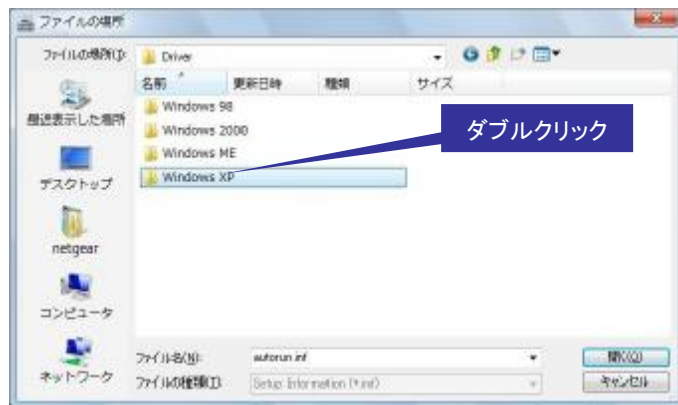 ファイルの場所
ファイルの場所(I):
Driver
名前
更新日時
種類
サイズ
Windows 98
Windows 2000
Windows ME
Windows XP
ダブルクリック
最近表示した場所
デスクトップ
netgear
コンピュータ
ネットワーク
ファイル名(N):
autorun.inf
開く(O)
ファイルの種類(T):
Setup Information (*.inf)
キャンセル